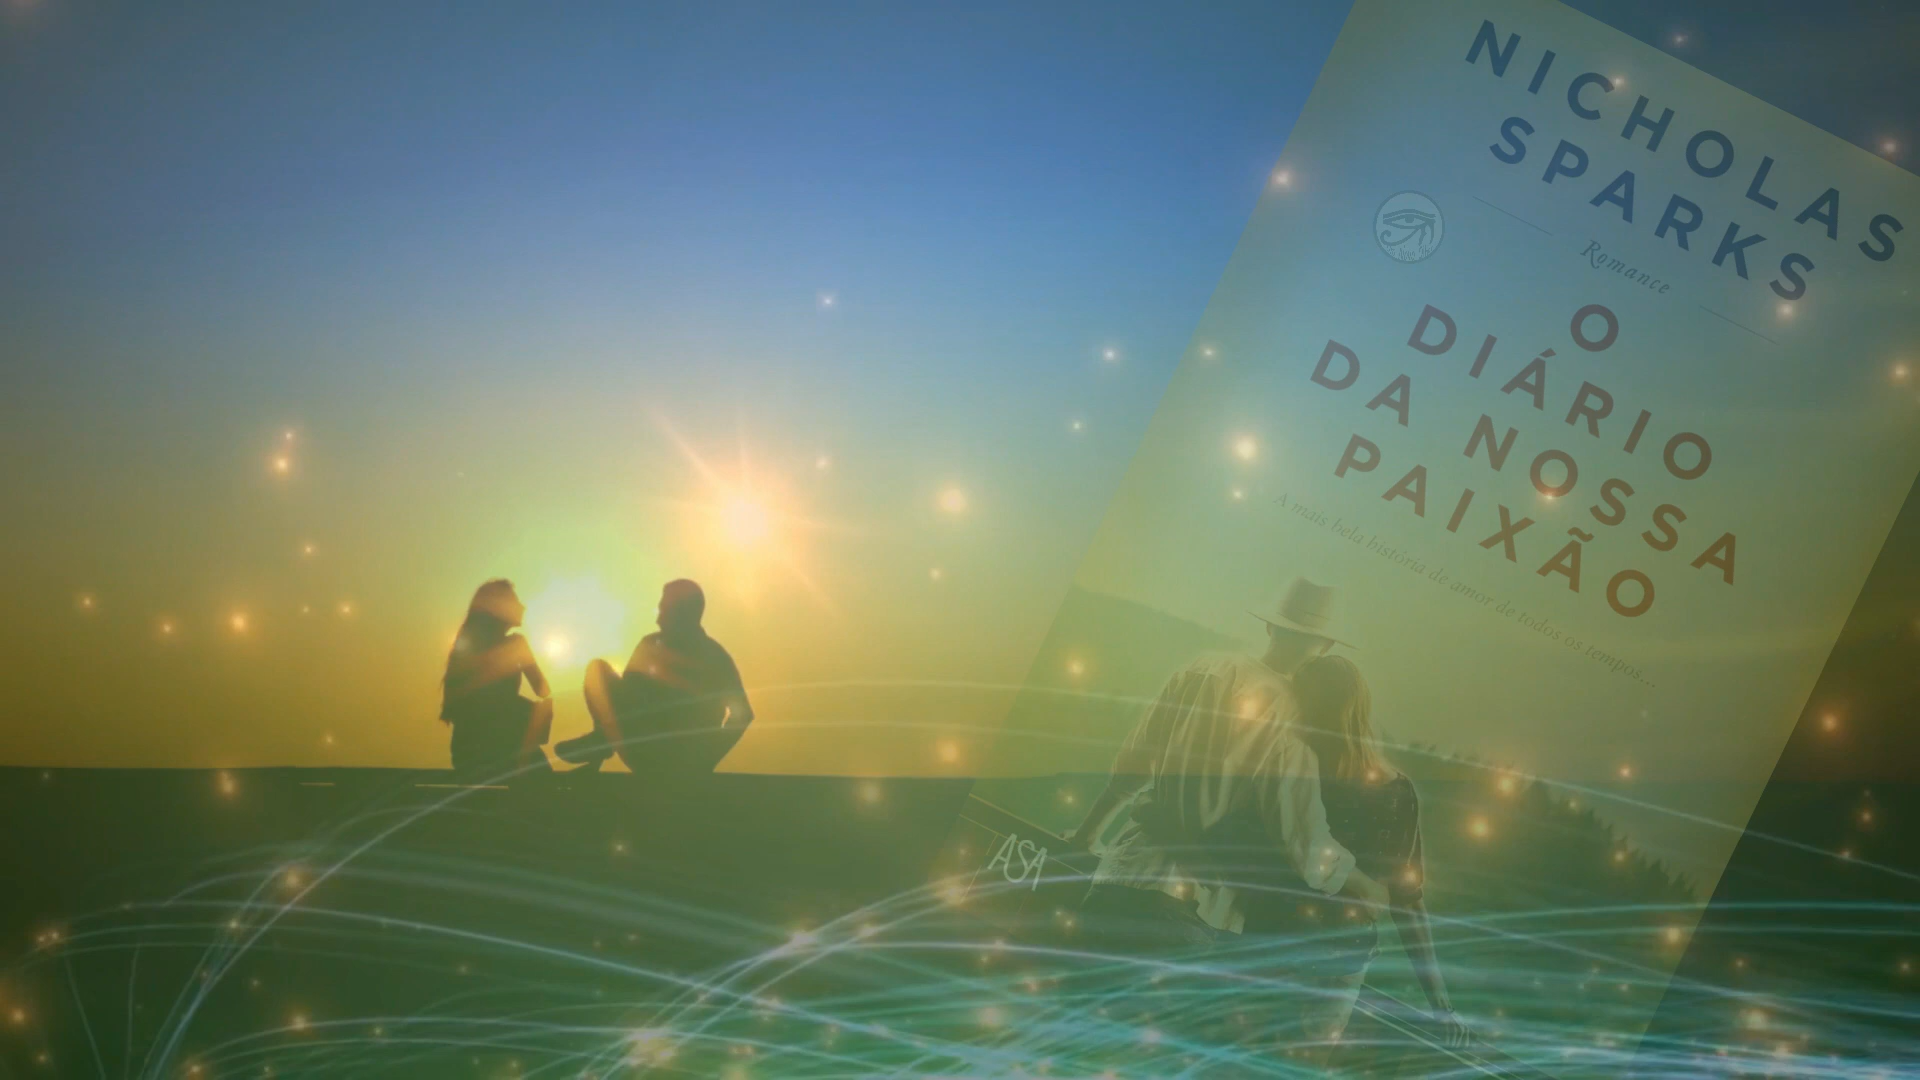 NICHOLAS
SPARKS
Romance
O
DIÁRIO
DA NOSSA
PAIXÃO
A mais bela história de amor de todos os tempos...
ASA